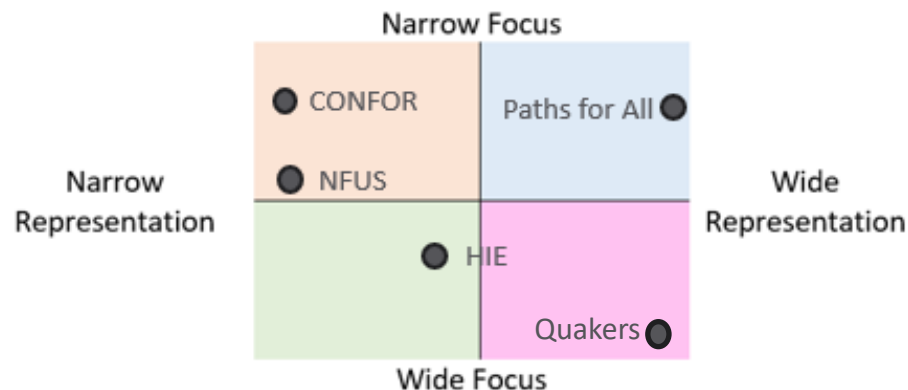 Narrow Focus
CONFOR
Paths for All
NFUS
Narrow
Representation
Wide
Representation
HIE
Quakers
Wide Focus